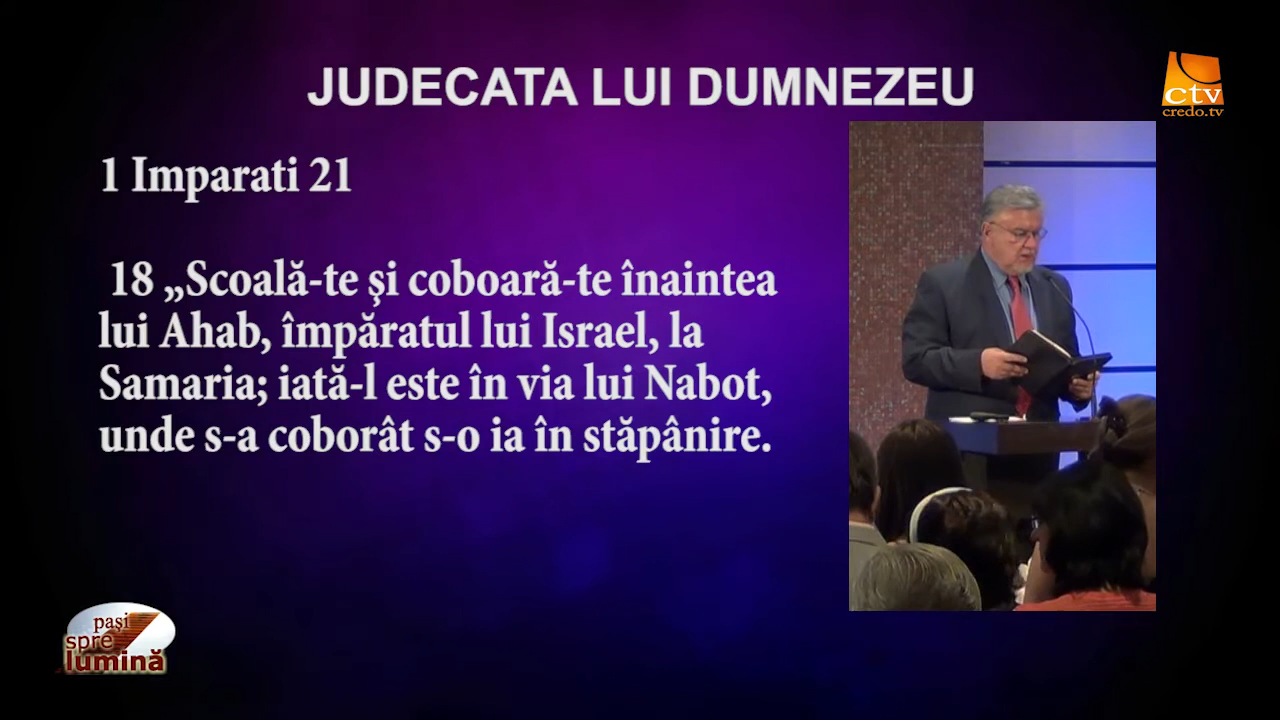 JUDECATA LUI DUMNEZEU
ctv
credo.tv
1 Imparati 21
18 „Scoală-te şi coboară-te înaintea
lui Ahab, împăratul lui Israel, la
Samaria; iată-l este în via lui Nabot,
unde s-a coborât s-o ia în stăpânire.
paşi
spre
lumină